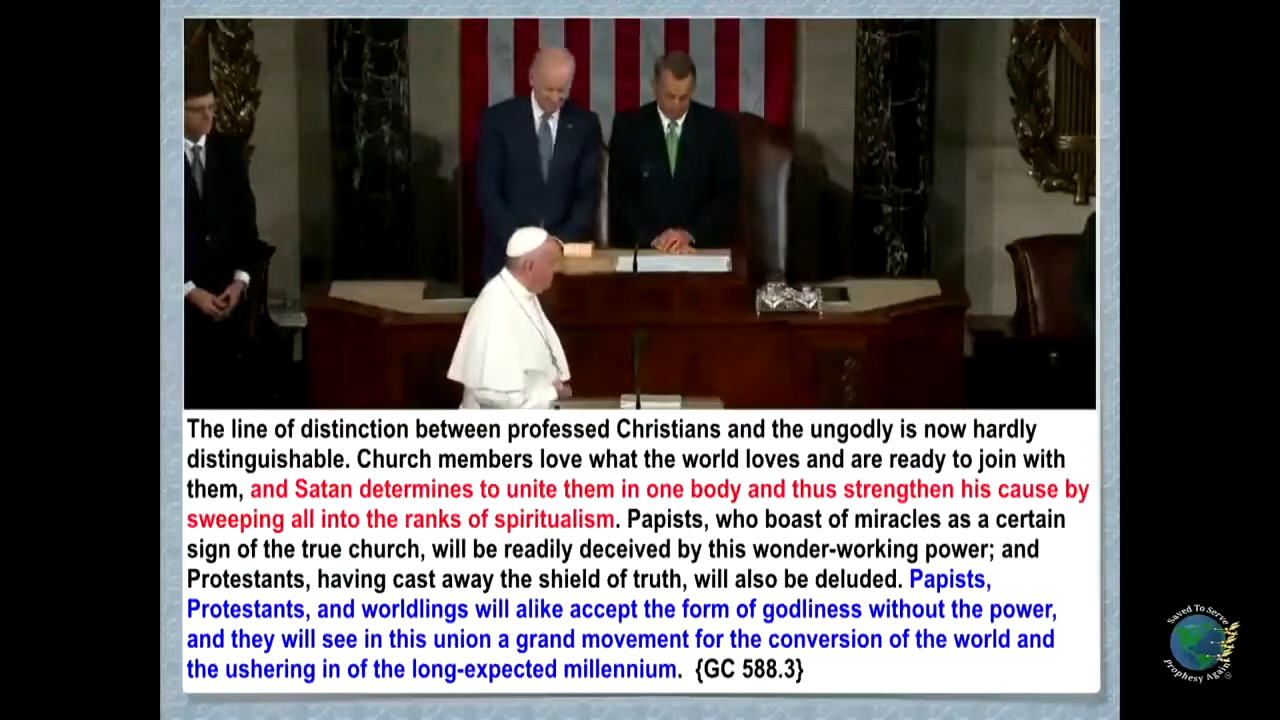 The line of distinction between professed Christians and the ungodly is now hardly
distinguishable. Church members love what the world loves and are ready to join with
them, and Satan determines to unite them in one body and thus strengthen his cause by
sweeping all into the ranks of spiritualism. Papists, who boast of miracles as a certain
sign of the true church, will be readily deceived by this wonder-working power; and
Protestants, having cast away the shield of truth, will also be deluded. Papists,
Protestants, and worldlings will alike accept the form of godliness without the power,
and they will see in this union a grand movement for the conversion of the world and
the ushering in of the long-expected millennium. {GC 588.3}
Saved To Serve
Prophesy Again